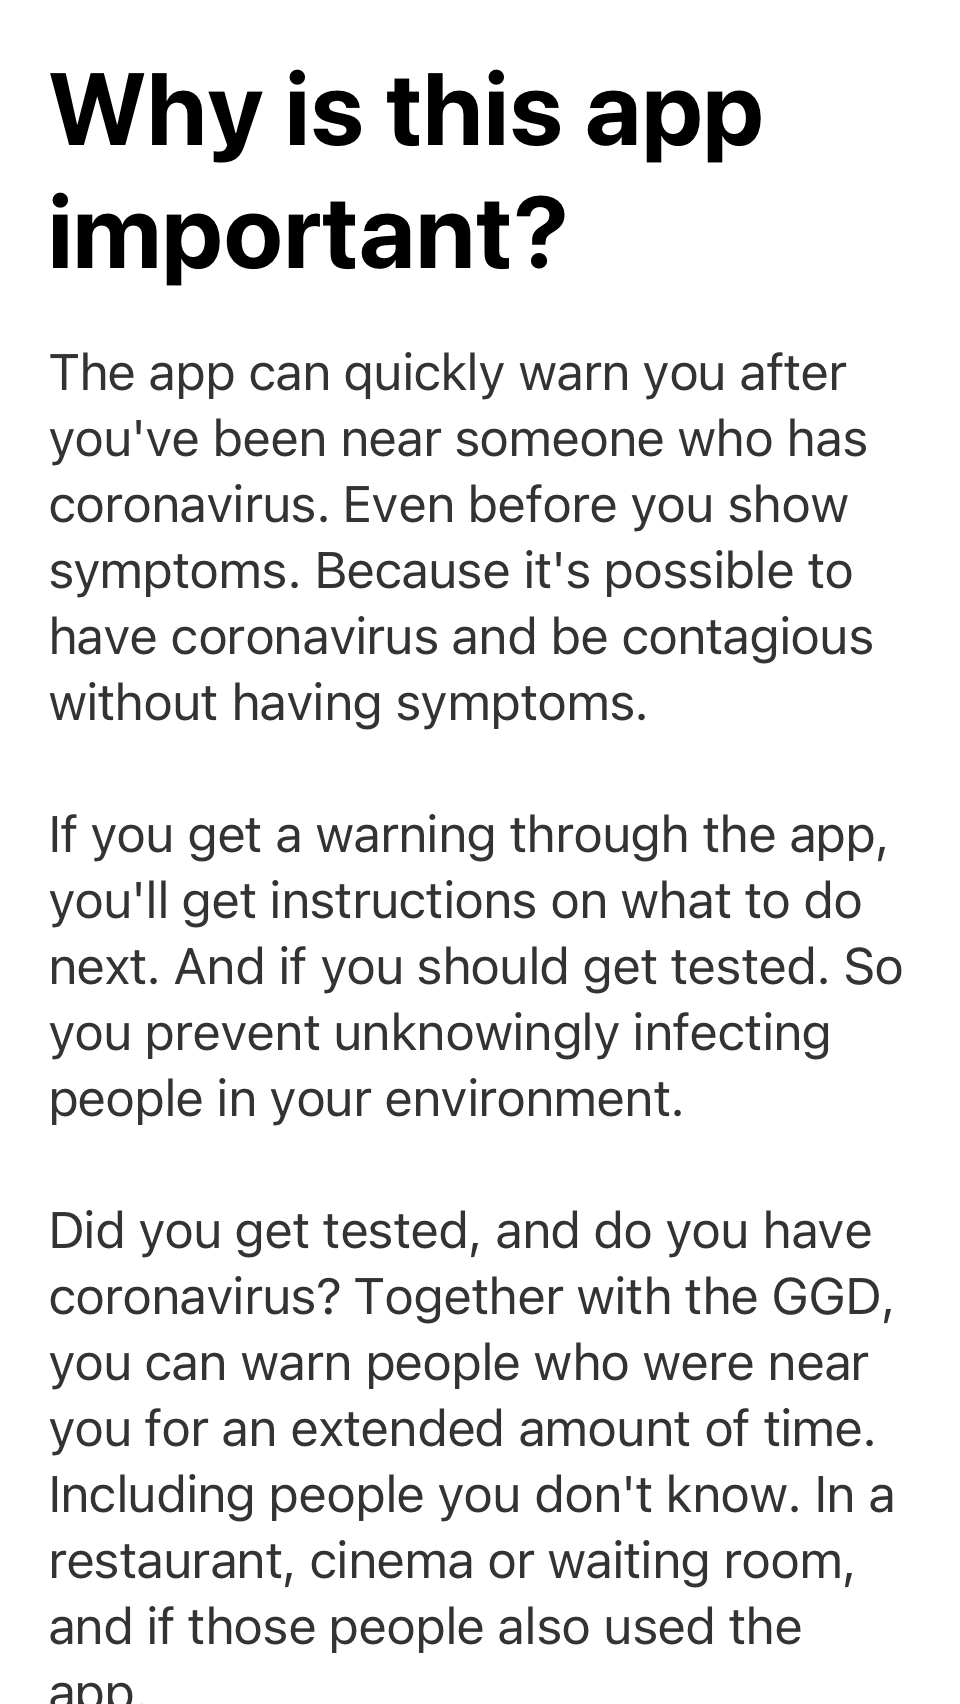 Why is this app
important?
The app can quickly warn you after
you've been near someone who has
coronavirus. Even before you show
symptoms. Because it's possible to
have coronavirus and be contagious
without having symptoms.
If you get a warning through the app,
you'll get instructions on what to do
next. And if you should get tested. So
you prevent unknowingly infecting
people in your environment.
Did you get tested, and do you have
coronavirus? Together with the GGD,
you can warn people who were near
you for an extended amount of time.
Including people you don't know. In a
restaurant, cinema or waiting room,
and if those people also used the
app.